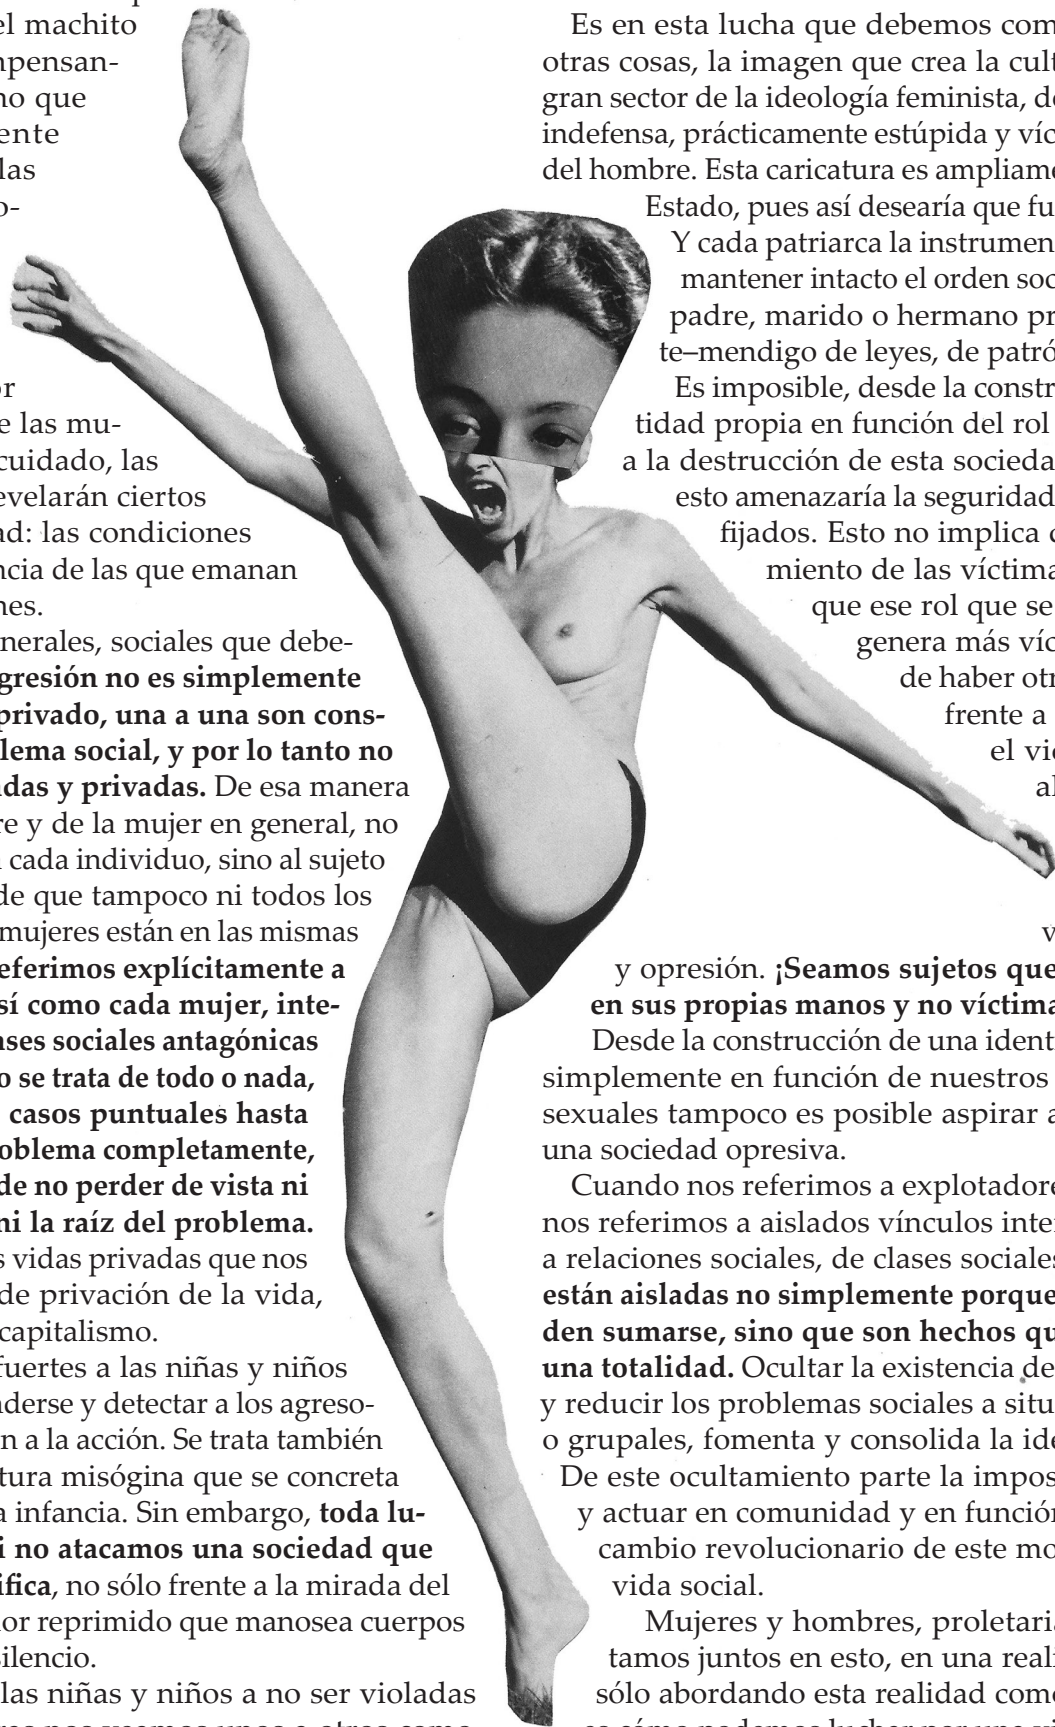 el machito
npensan-
no que
ente
las
o-
or
e las mu-
cuidado, las
evelarán ciertos
ad: las condiciones
ncia de las que emanan
nes.
nerales, sociales que debe-
gresión no es simplemente
privado, una a una son cons-
lema social, y por lo tanto no
adas y privadas. De esa manera
re y de la mujer en general, no
a cada individuo, sino al sujeto
de que tampoco ni todos los
mujeres están en las mismas
eferimos explícitamente a
sí como cada mujer, inte-
ases sociales antagónicas
o se trata de todo o nada,
casos puntuales hasta
oblema completamente,
de no perder de vista ni
ni la raíz del problema.
s vidas privadas que nos
de privación de la vida,
capitalismo.
fuertes a las niñas y niños
nderse y detectar a los agreso-
n a la acción. Se trata también
tura misógina que se concreta
a infancia. Sin embargo, toda lu-
i no atacamos una sociedad que
ifica, no sólo frente a la mirada del
or reprimido que manosea cuerpos
ilencio.
las niñas y niños a no ser violadas
Es en esta lucha que debemos com
otras cosas, la imagen que crea la cult
gran sector de la ideología feminista, de
indefensa, prácticamente estúpida y víc
del hombre. Esta caricatura es ampliame
Estado, pues así desearía que fu
Y cada patriarca la instrumen
mantener intacto el orden soc
padre, marido o hermano pr
te–mendigo de leyes, de patró
Es imposible, desde la constr
tidad propia en función del rol
a la destrucción de esta socieda
esto amenazaría la seguridad
fijados. Esto no implica c
miento de las víctima
que ese rol que se
genera más víc
de haber otr
frente a
el vic
al
v
y opresión. ¡Seamos sujetos que
en sus propias manos y no víctima
Desde la construcción de una identi
simplemente en función de nuestros
sexuales tampoco es posible aspirar a
una sociedad opresiva.
Cuando nos referimos a explotadore
nos referimos a aislados vínculos inter
a relaciones sociales, de clases sociales
están aisladas no simplemente porque
den sumarse, sino que son hechos qu
una totalidad. Ocultar la existencia de
y reducir los problemas sociales a situ
o grupales, fomenta y consolida la ide
De este ocultamiento parte la impos
y actuar en comunidad y en función
cambio revolucionario de este mo
vida social.
Mujeres y hombres, proletaria
tamos juntos en esto, en una reali
sólo abordando esta realidad come